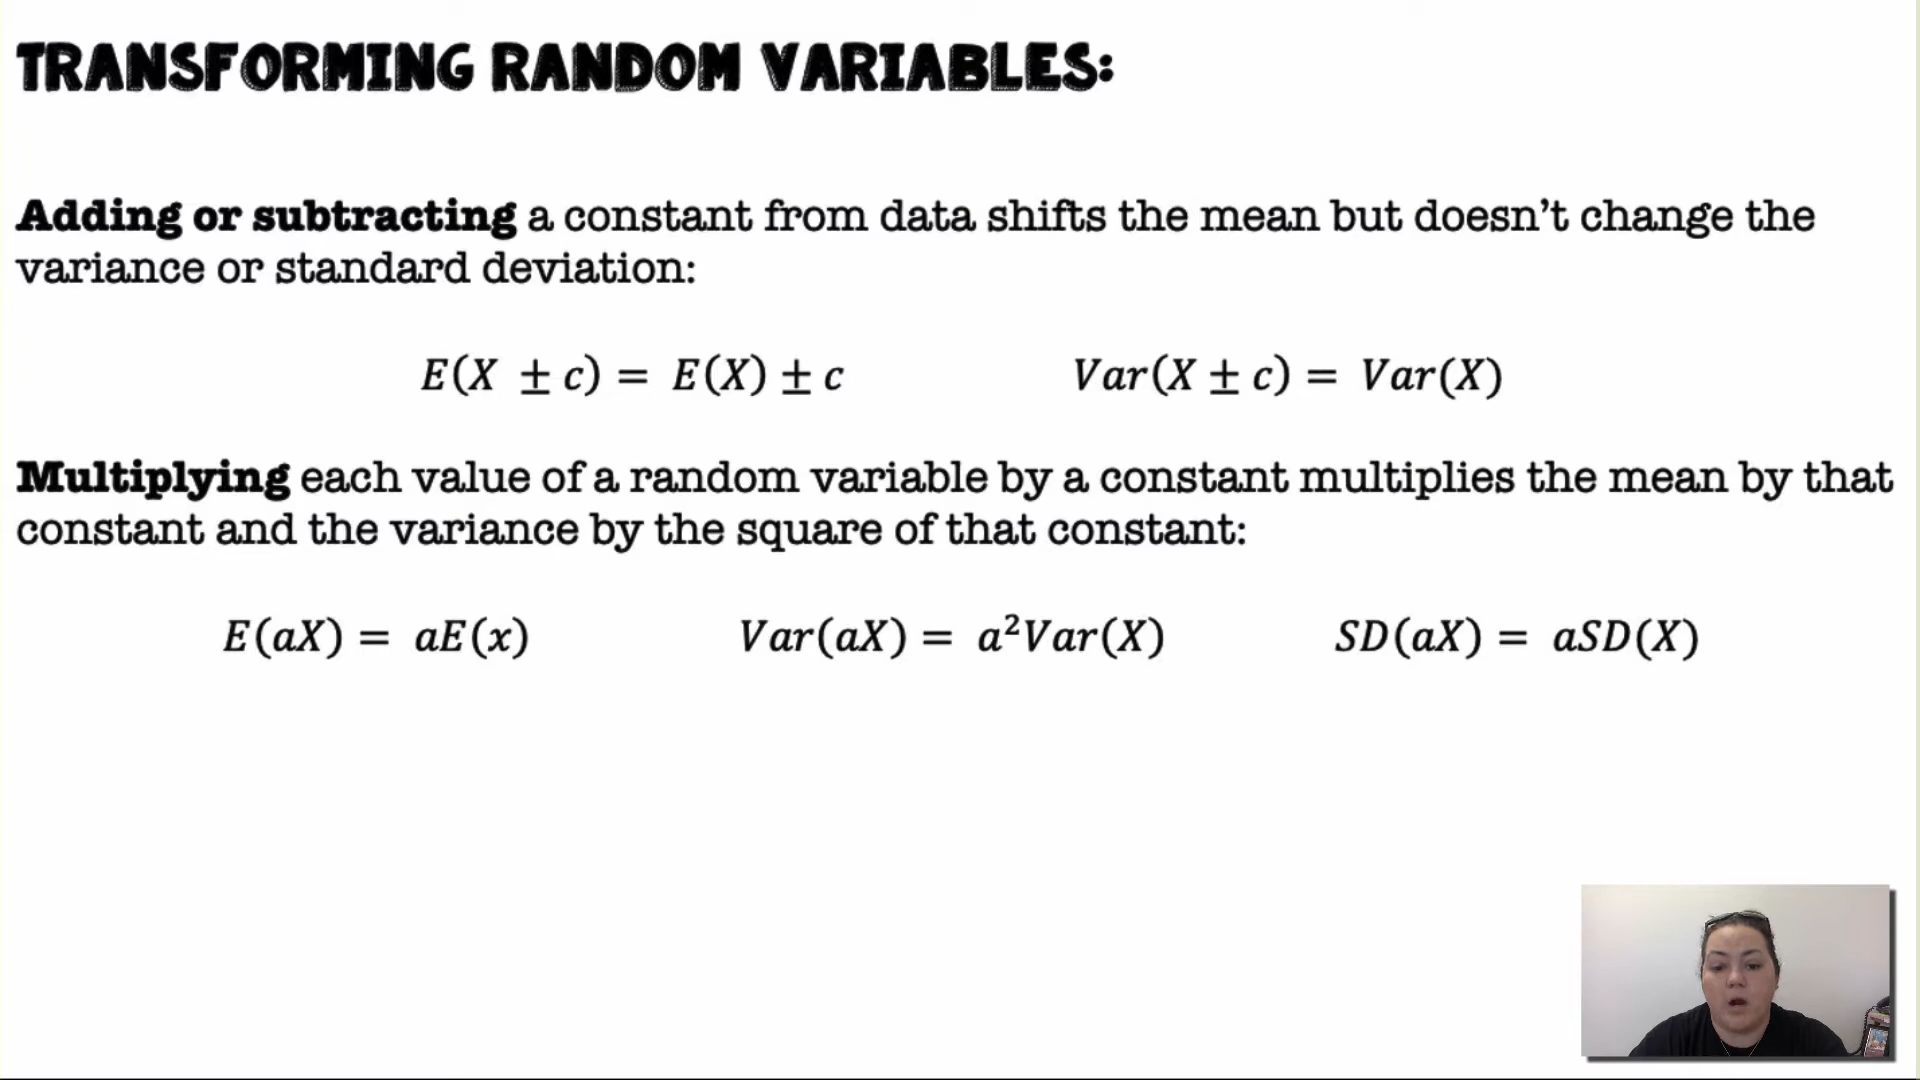 TRANSFORMING RANDOM VARIABLES:
Adding or subtracting a constant from data shifts the mean but doesn’t change the
variance or standard deviation:
E(X ± c) = E(X) ± c    Var(X ± c) = Var(X)
Multiplying each value of a random variable by a constant multiplies the mean by that
constant and the variance by the square of that constant:
E(aX) = aE(x)    Var(aX) = a²Var(X)    SD(aX) = aSD(X)